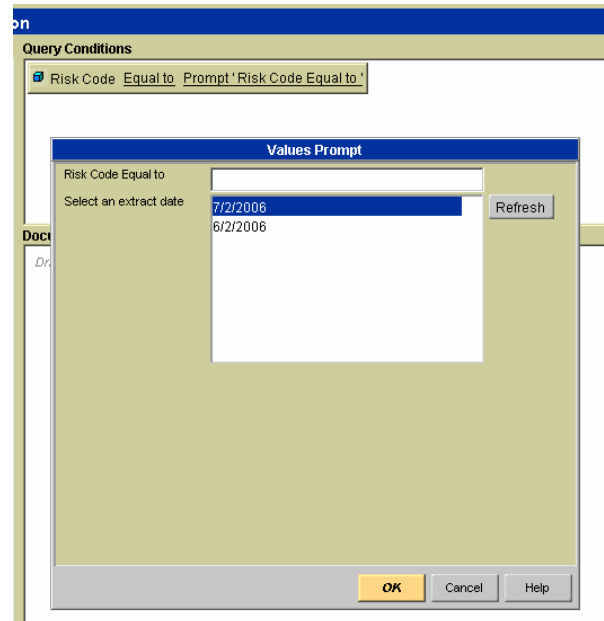 on
Query Conditions
Risk Code Equal to Prompt ' Risk Code Equal to '
Values Prompt
Risk Code Equal to
Select an extract date
7/2/2006
Refresh
6/2/2006
Docu
Dr
OK Cancel Help